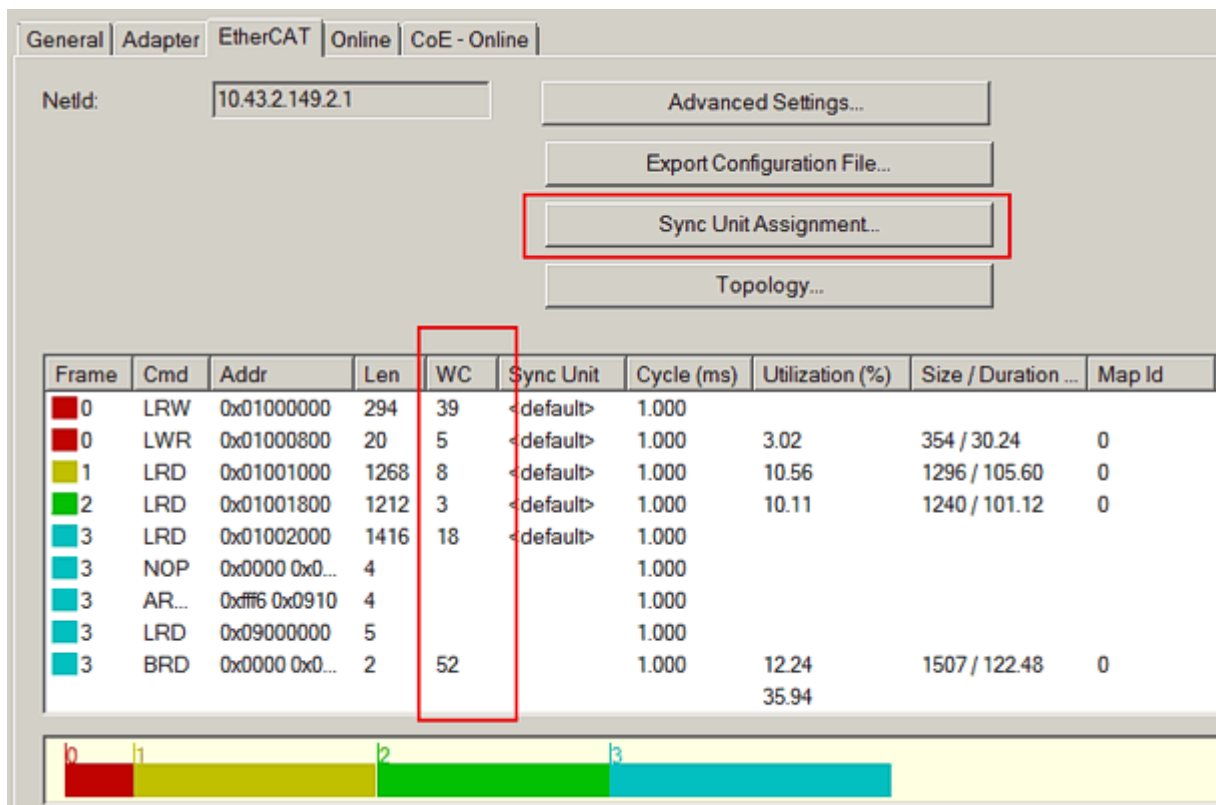 General Adapter EtherCAT Online CoE - Online
NetId: 10.43.2.149.2.1 Advanced Settings...
Export Configuration File...
Sync Unit Assignment...
Topology...
Frame Cmd Addr Len WC Sync Unit Cycle (ms) Utilization (%) Size / Duration ... Map Id
0 LRW 0x01000000 294 39 <default> 1.000
0 LWR 0x01000800 20 5 <default> 1.000 3.02 354 / 30.24 0
1 LRD 0x01001000 1268 8 <default> 1.000 10.56 1296 / 105.60 0
2 LRD 0x01001800 1212 3 <default> 1.000 10.11 1240 / 101.12 0
3 LRD 0x01002000 1416 18 <default> 1.000
3 NOP 0x0000 0x0... 4 1.000
3 AR... 0xfff6 0x0910 4 1.000
3 LRD 0x09000000 5 1.000
3 BRD 0x0000 0x0... 2 52 1.000 12.24 1507 / 122.48 0
35.94
0 1 2 3